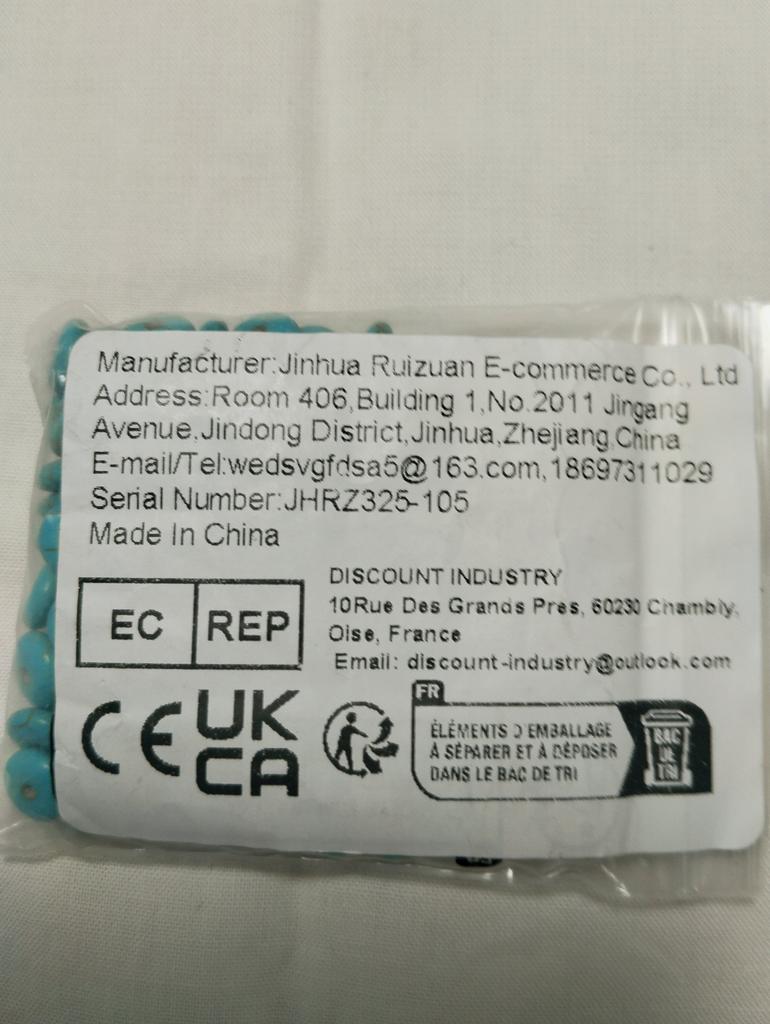 Manufacturer:Jinhua Ruizuan E-commerce Co., Ltd
Address:Room 406,Building 1,No.2011 Jingang
Avenue,Jindong District,Jinhua,Zhejiang,China
E-mail/Tel:wedsvgfdsa5@163.com,18697311029
Serial Number:JHRZ325-105
Made In China
EC REP
DISCOUNT INDUSTRY
10Rue Des Grands Pres, 60230 Chambly,
Oise, France
Email: discount-industry@outlook.com
CE
UK
CA
FR
ÉLÉMENTS D'EMBALLAGE
À SÉPARER ET À DÉPOSER
DANS LE BAC DE TRI
BAC
DE
TRI